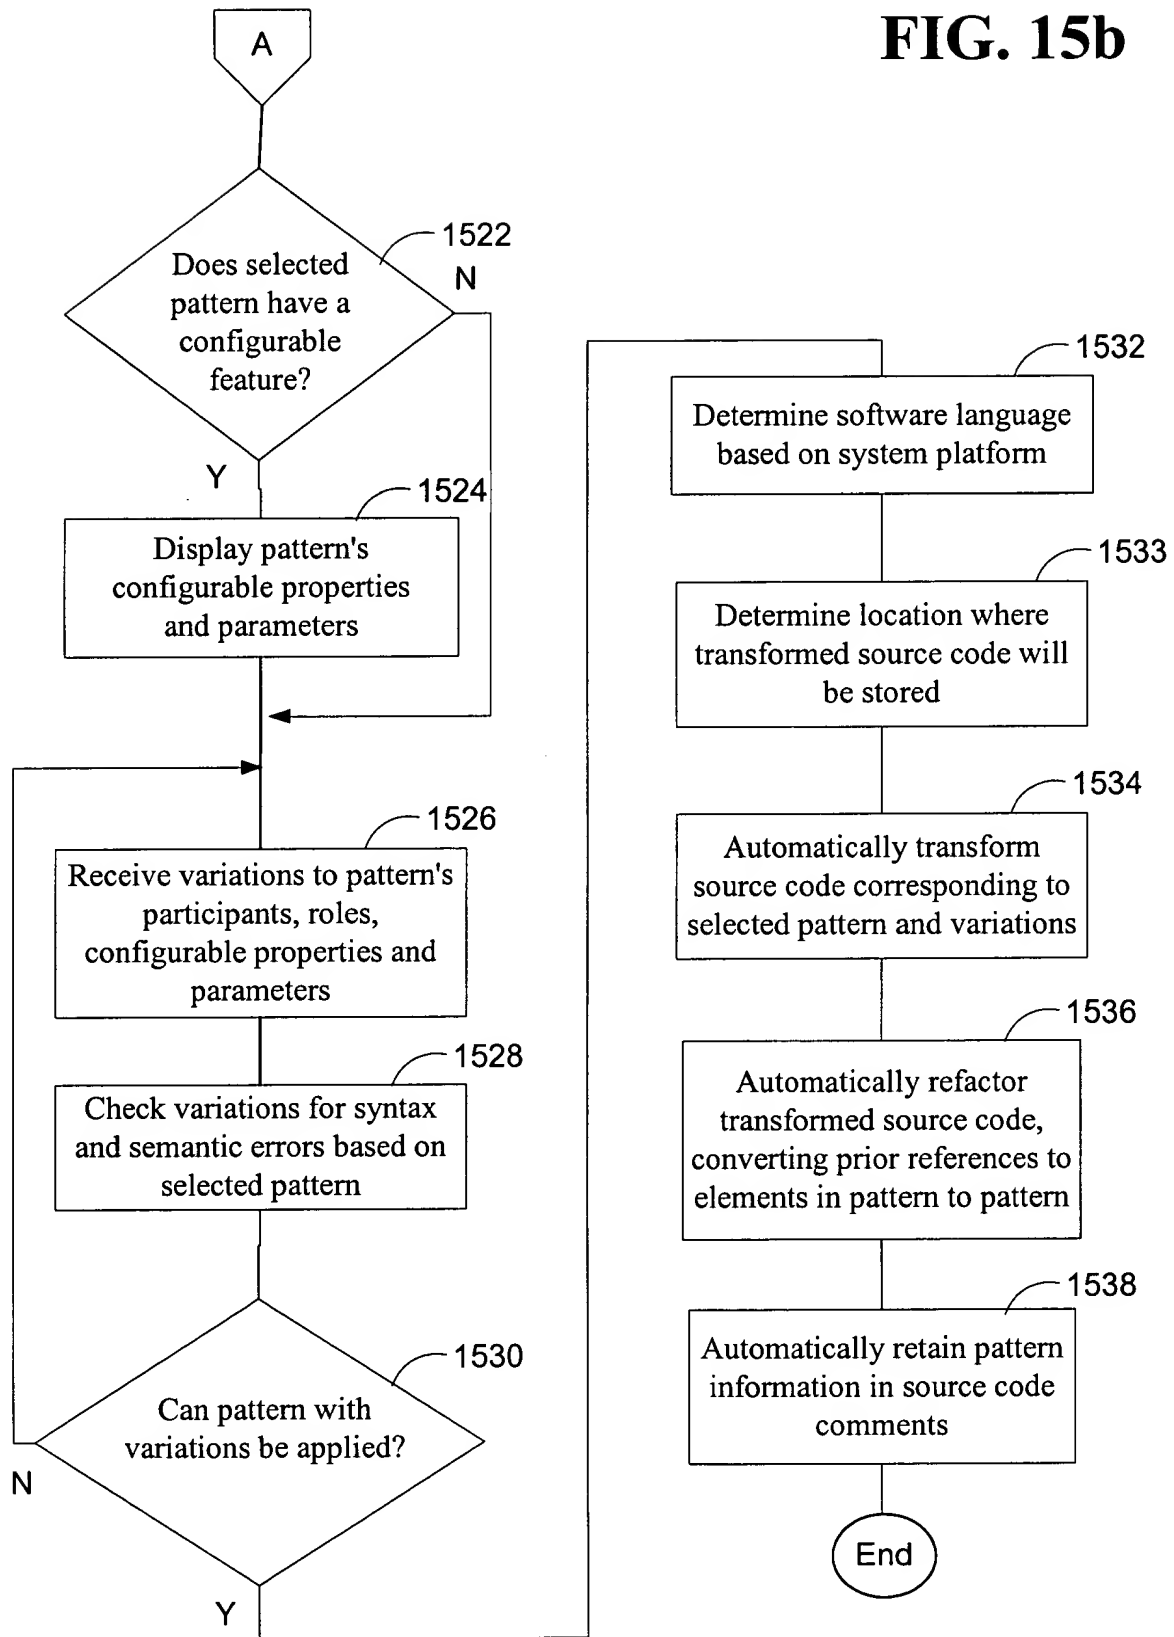 FIG. 15b
A
1522
Does selected
pattern have a
configurable
feature?
N
Y
1524
Display pattern's
configurable properties
and parameters
1526
Receive variations to pattern's
participants, roles,
configurable properties and
parameters
1528
Check variations for syntax
and semantic errors based on
selected pattern
1530
Can pattern with
variations be applied?
N
Y
1532
Determine software language
based on system platform
1533
Determine location where
transformed source code will
be stored
1534
Automatically transform
source code corresponding to
selected pattern and variations
1536
Automatically refactor
transformed source code,
converting prior references to
elements in pattern to pattern
1538
Automatically retain pattern
information in source code
comments
End